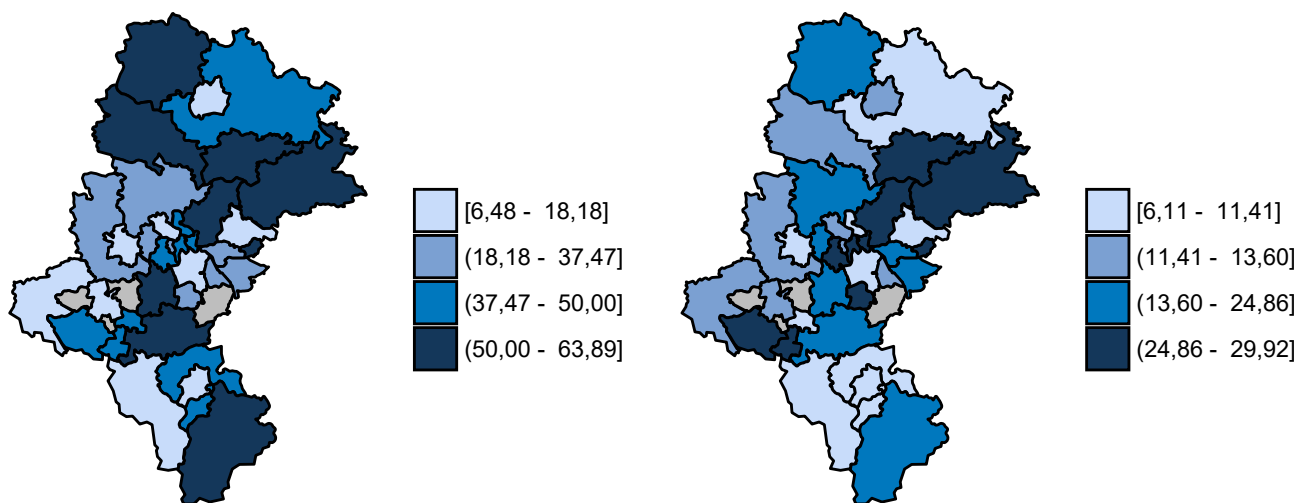 [6,48 - 18,18]
(18,18 - 37,47]
(37,47 - 50,00]
(50,00 - 63,89]
[6,11 - 11,41]
(11,41 - 13,60]
(13,60 - 24,86]
(24,86 - 29,92]